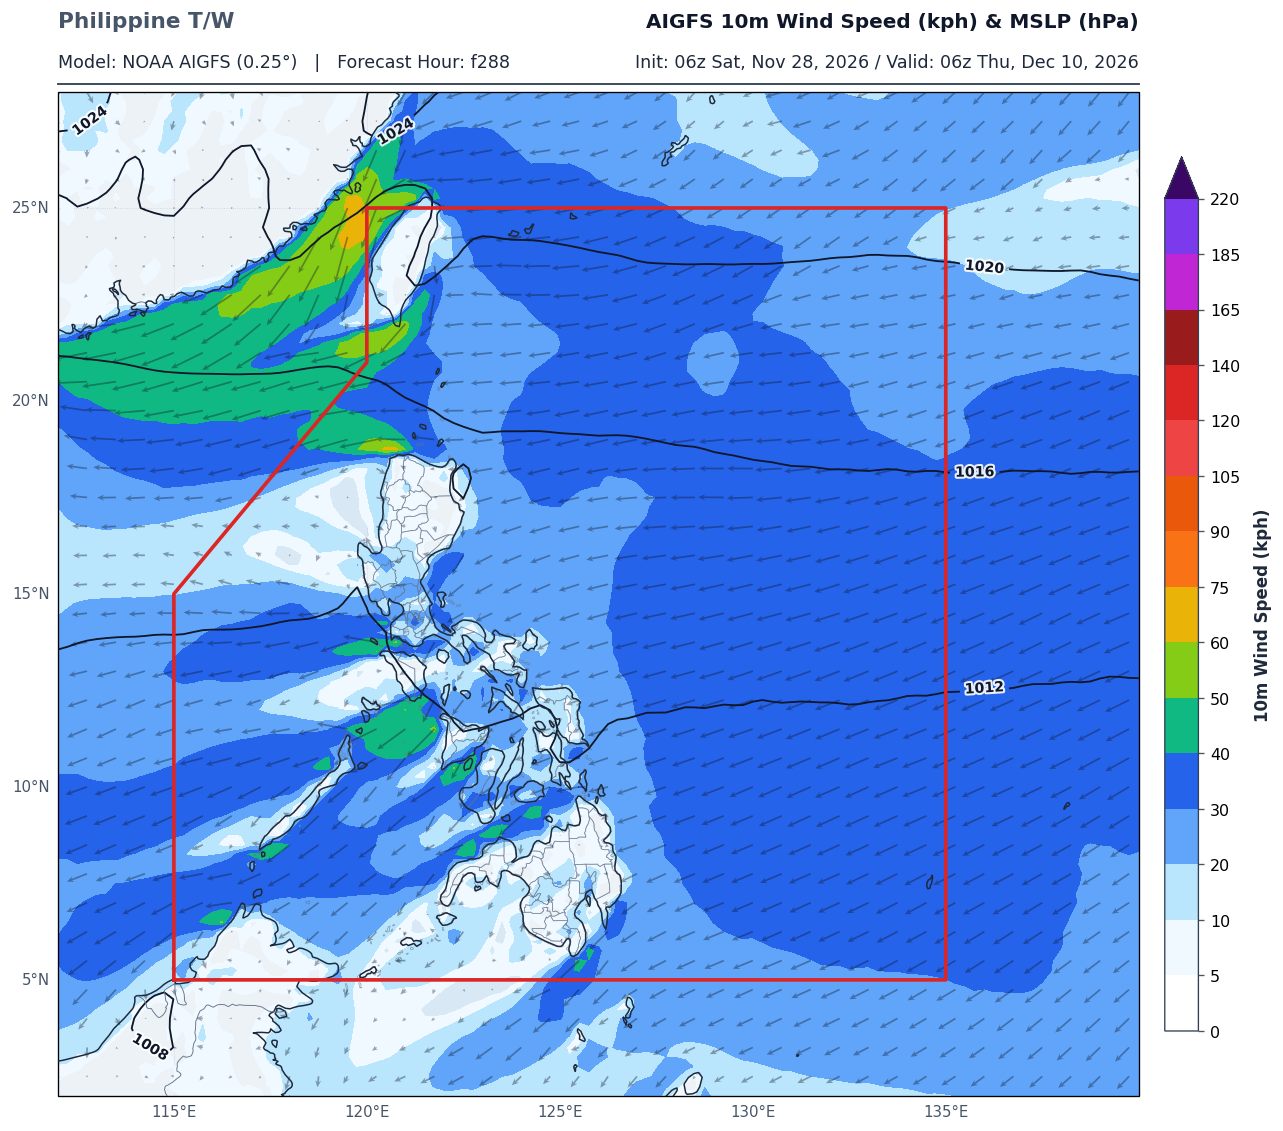 Philippine T/W
AIGFS 10m Wind Speed (kph) & MSLP (hPa)
Model: NOAA AIGFS (0.25°)   |   Forecast Hour: f288
Init: 06z Sat, Nov 28, 2026 / Valid: 06z Thu, Dec 10, 2026
1024
1024
25°N
1020
20°N
1016
15°N
1012
10°N
5°N
1008
115°E
120°E
125°E
130°E
135°E
220
185
165
140
120
105
90
75
60
50
40
30
20
10
5
0
10m Wind Speed (kph)